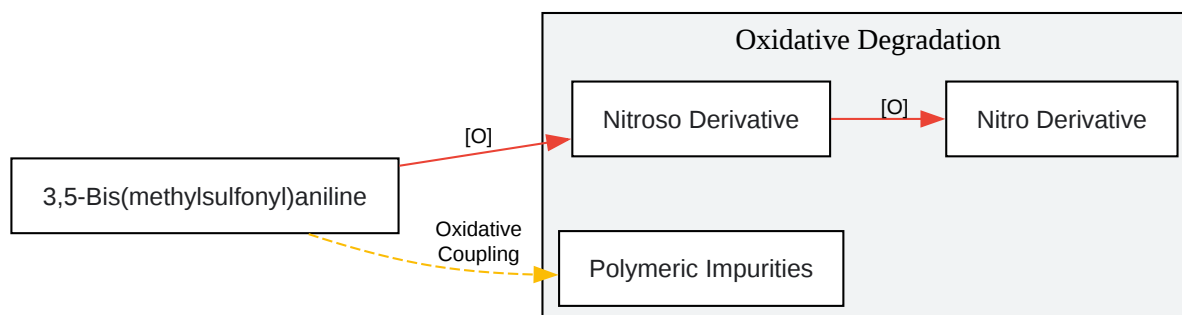 Oxidative Degradation
Nitroso Derivative
[O]
Nitro Derivative
[O]
3,5-Bis(methylsulfonyl)aniline
Oxidative
Coupling
Polymeric Impurities